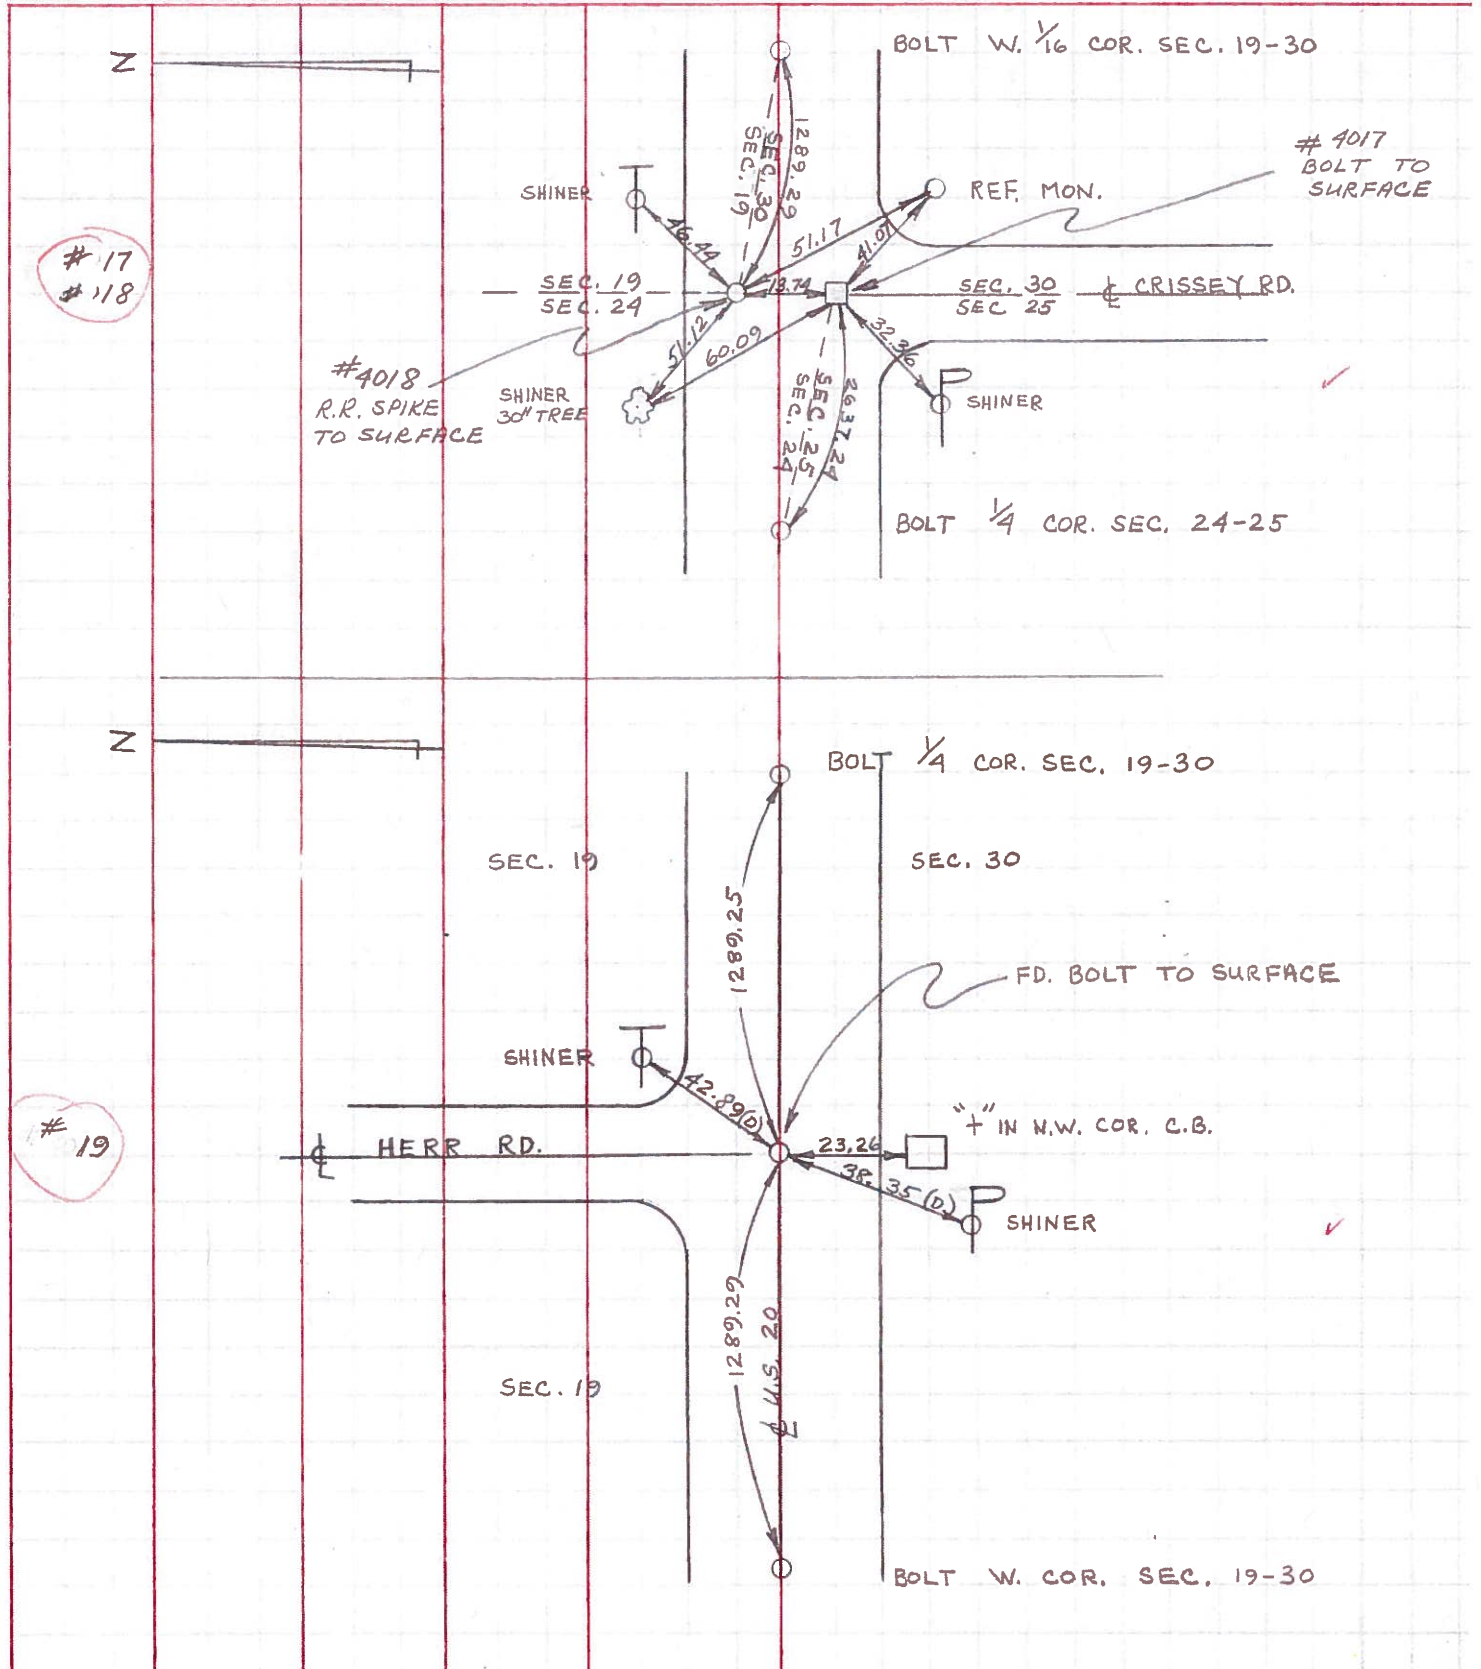 BOLT W. 1/16 COR. SEC. 19-30
N
# 4017
BOLT TO
SURFACE
1289.29
SEC. 30
SEC. 19
SHINER
REF. MON.
46.44
51.17
41.07
# 17
# 18
SEC. 19
SEC. 24
13.74
SEC. 30
SEC 25
℄ CRISSEY RD.
51.12
60.09
32.36
#4018
R.R. SPIKE
TO SURFACE
SHINER
30" TREE
SEC. 25
SEC. 24
2637.24
SHINER
BOLT 1/4 COR. SEC. 24-25
N
BOLT 1/4 COR. SEC. 19-30
SEC. 19
SEC. 30
1289.25
FD. BOLT TO SURFACE
SHINER
42.89(D)
# 19
℄ HERR RD.
23.26
"+" IN N.W. COR. C.B.
38.35(D)
SHINER
1289.29
℄ U.S. 20
SEC. 19
BOLT W. COR. SEC. 19-30